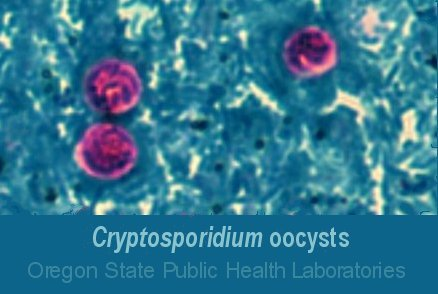 Cryptosporidium oocysts
Oregon State Public Health Laboratories